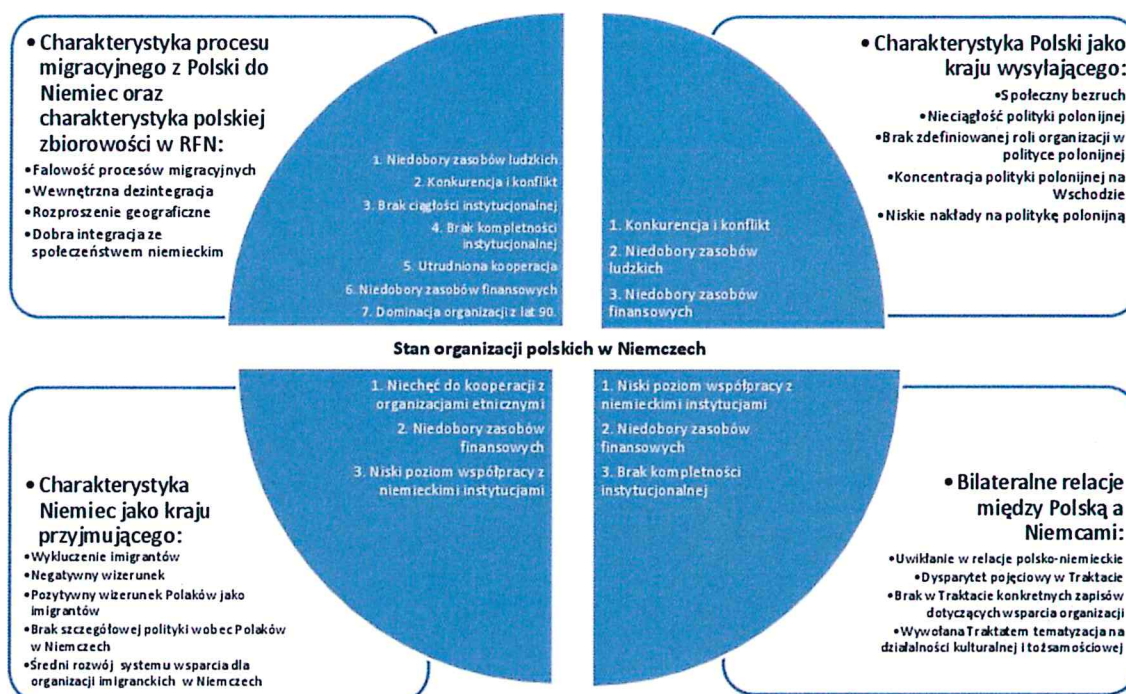 • Charakterystyka procesu
migracyjnego z Polski do
Niemiec oraz
charakterystyka polskiej
zbiorowości w RFN:
•Falowość procesów migracyjnych
•Wewnętrzna dezintegracja
•Rozproszenie geograficzne
•Dobra integracja ze
społeczeństwem niemieckim
1. Niedobory zasobów ludzkich
2. Konkurencja i konflikt
3. Brak ciągłości instytucjonalnej
4. Brak kompletności
instytucjonalnej
5. Utrudniona kooperacja
6. Niedobory zasobów finansowych
7. Dominacja organizacji z lat 90.
• Charakterystyka Polski jako
kraju wysyłającego:
•Społeczny bezruch
•Nieciągłość polityki polonijnej
•Brak zdefiniowanej roli organizacji w
polityce polonijnej
•Koncentracja polityki polonijnej na
Wschodzie
•Niskie nakłady na politykę polonijną
1. Konkurencja i konflikt
2. Niedobory zasobów
ludzkich
3. Niedobory zasobów
finansowych
Stan organizacji polskich w Niemczech
1. Niechęć do kooperacji z
organizacjami etnicznymi
2. Niedobory zasobów
finansowych
3. Niski poziom współpracy z
niemieckimi instytucjami
• Charakterystyka
Niemiec jako kraju
przyjmującego:
•Wykluczenie imigrantów
•Negatywny wizerunek
•Pozytywny wizerunek Polaków jako
imigrantów
•Brak szczegółowej polityki wobec Polaków
w Niemczech
•Średni rozwój systemu wsparcia dla
organizacji imigranckich w Niemczech
1. Niski poziom współpracy z
niemieckimi instytucjami
2. Niedobory zasobów
finansowych
3. Brak kompletności
instytucjonalnej
• Bilateralne relacje
między Polską a
Niemcami:
•Uwikłanie w relacje polsko-niemieckie
•Dysparytet pojęciowy w Traktacie
•Brak w Traktacie konkretnych zapisów
dotyczących wsparcia organizacji
•Wywołana Traktatem tematyzacja na
działalności kulturalnej i tożsamościowej